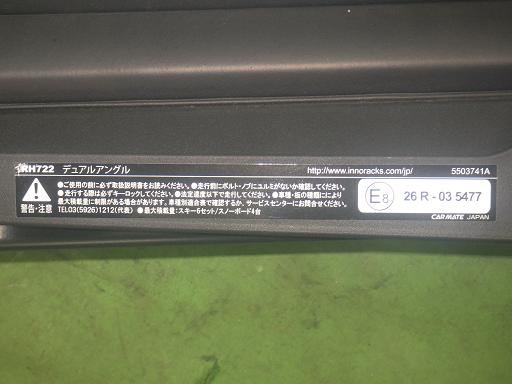 RH722 デュアルアングル http://www.innoracks.com/jp/ 5503741A
●ご使用の前に必ず取扱説明書をお読みください。●走行前にボルト・ノブにユルミがないか確認してください。
●走行する際は必ずキーロックしてください。●法定速度以下で走行してください。●車種・板の種類により
最大積載量に制限がある場合があります。車種別適合表で確認するか、サービスセンターにお問合せください。
TEL03(5926)1212(代表) ●最大積載量:スキー6セット/スノーボード4台
警告・注意
E8 26 R - 03 5477
CARMATE JAPAN